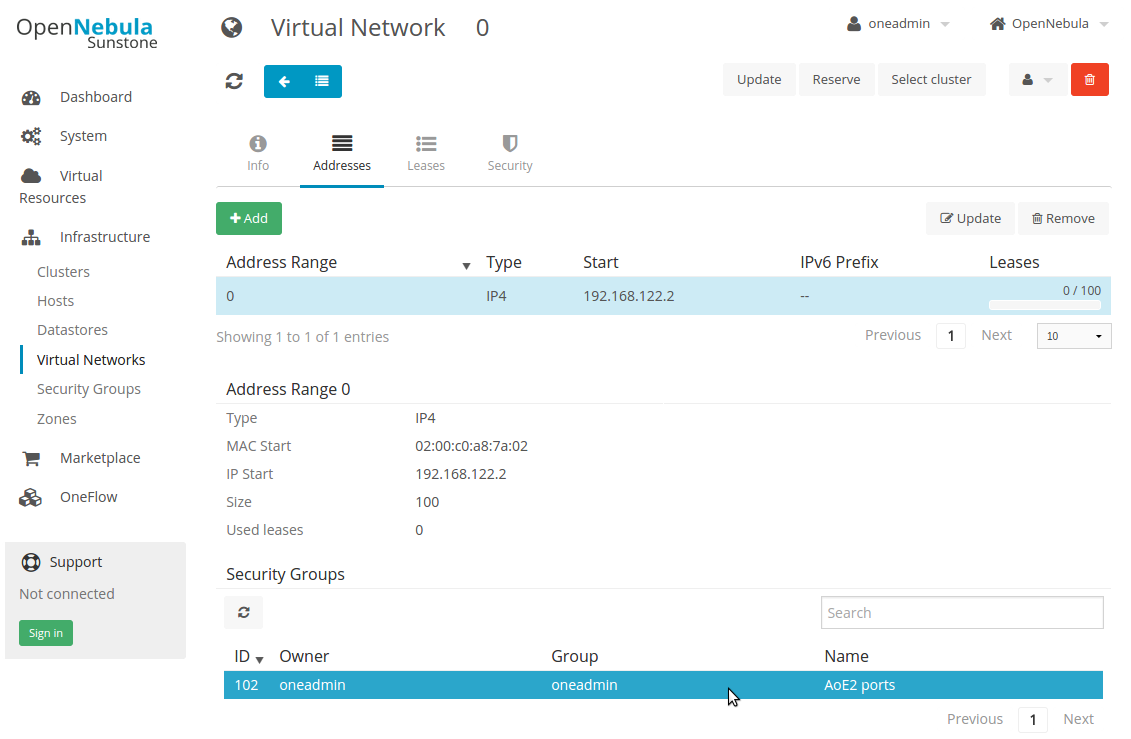 OpenNebula
Sunstone
Virtual Network 0
oneadmin
OpenNebula
Update
Reserve
Select cluster
Dashboard
System
Virtual
Resources
Infrastructure
Clusters
Hosts
Datastores
Virtual Networks
Security Groups
Zones
Marketplace
OneFlow
Support
Not connected
Sign in
Info
Addresses
Leases
Security
Add
Update
Remove
Address Range Type Start IPv6 Prefix Leases
0 IP4 192.168.122.2 -- 0 / 100
Showing 1 to 1 of 1 entries
Previous 1 Next 10
Address Range 0
Type IP4
MAC Start 02:00:c0:a8:7a:02
IP Start 192.168.122.2
Size 100
Used leases 0
Security Groups
Search
ID Owner Group Name
102 oneadmin oneadmin AoE2 ports
Previous 1 Next